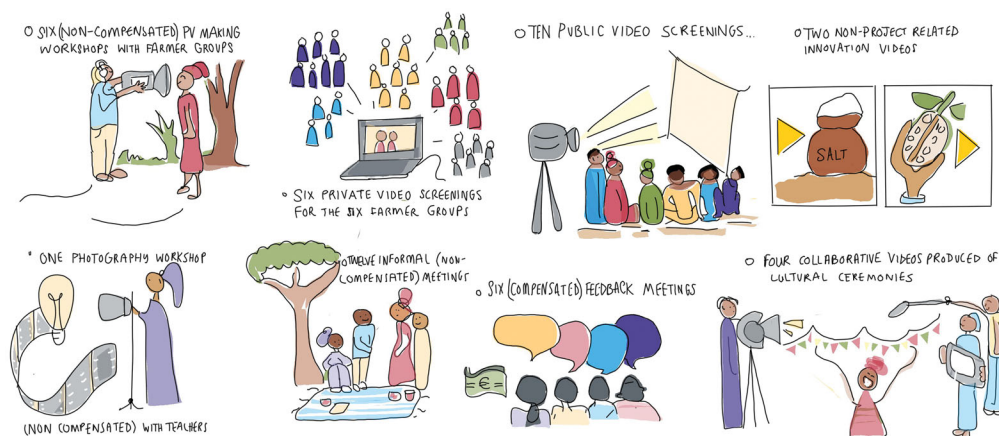 O SIX (NON-COMPENSATED) PV MAKING
WORKSHOPS WITH FARMER GROUPS
O SIX PRIVATE VIDEO SCREENINGS
FOR THE SIX FARMER GROUPS
O TEN PUBLIC VIDEO SCREENINGS...
O TWO NON-PROJECT RELATED
INNOVATION VIDEOS
SALT
O ONE PHOTOGRAPHY WORKSHOP
(NON COMPENSATED) WITH TEACHERS
O TWELVE INFORMAL (NON-
COMPENSATED) MEETINGS
O SIX (COMPENSATED) FEEDBACK MEETINGS
€
O FOUR COLLABORATIVE VIDEOS PRODUCED OF
CULTURAL CEREMONIES